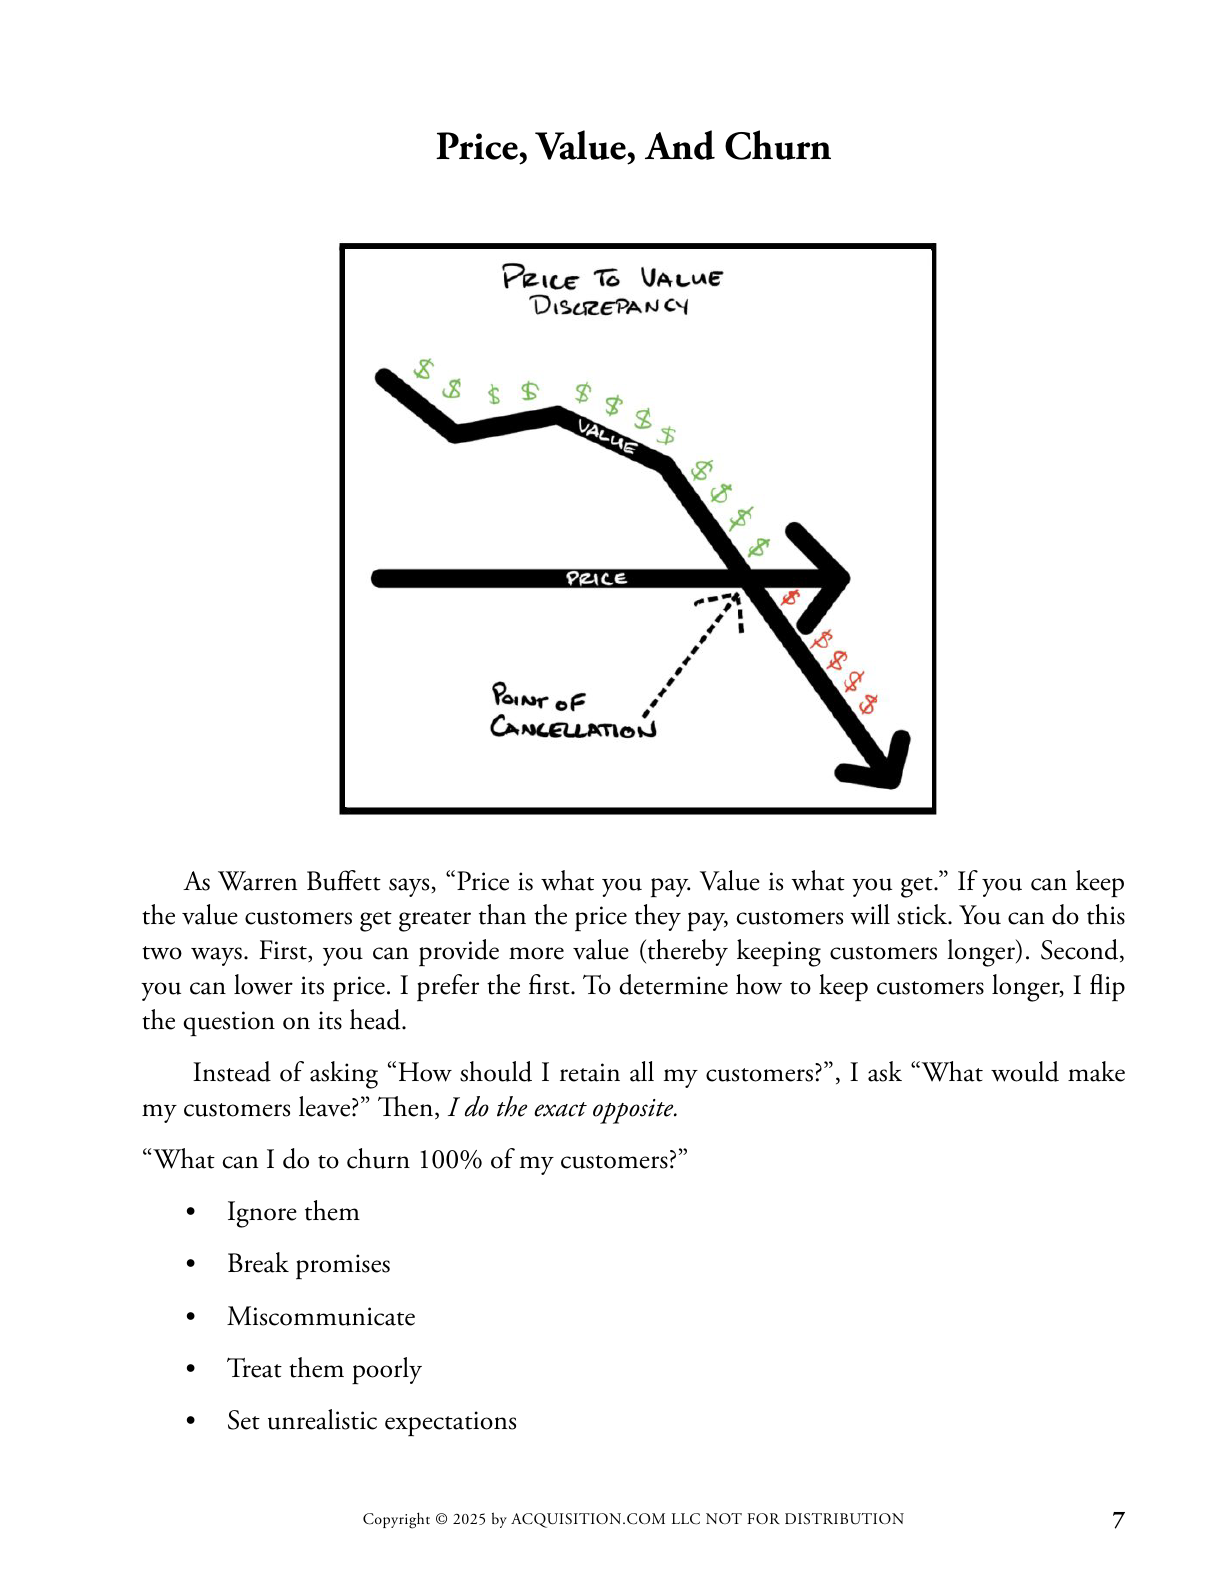 Price, Value, And Churn
PRICE TO VALUE
DISCREPANCY
$ $ $ $ $ $ $ $ $ $ $ $
VALUE
PRICE
$ $ $ $ $
POINT OF
CANCELLATION
As Warren Buffett says, “Price is what you pay. Value is what you get.” If you can keep
the value customers get greater than the price they pay, customers will stick. You can do this
two ways. First, you can provide more value (thereby keeping customers longer). Second,
you can lower its price. I prefer the first. To determine how to keep customers longer, I flip
the question on its head.
Instead of asking “How should I retain all my customers?”, I ask “What would make
my customers leave?” Then, I do the exact opposite.
“What can I do to churn 100% of my customers?”
• Ignore them
• Break promises
• Miscommunicate
• Treat them poorly
• Set unrealistic expectations
Copyright © 2025 by ACQUISITION.COM LLC NOT FOR DISTRIBUTION
7